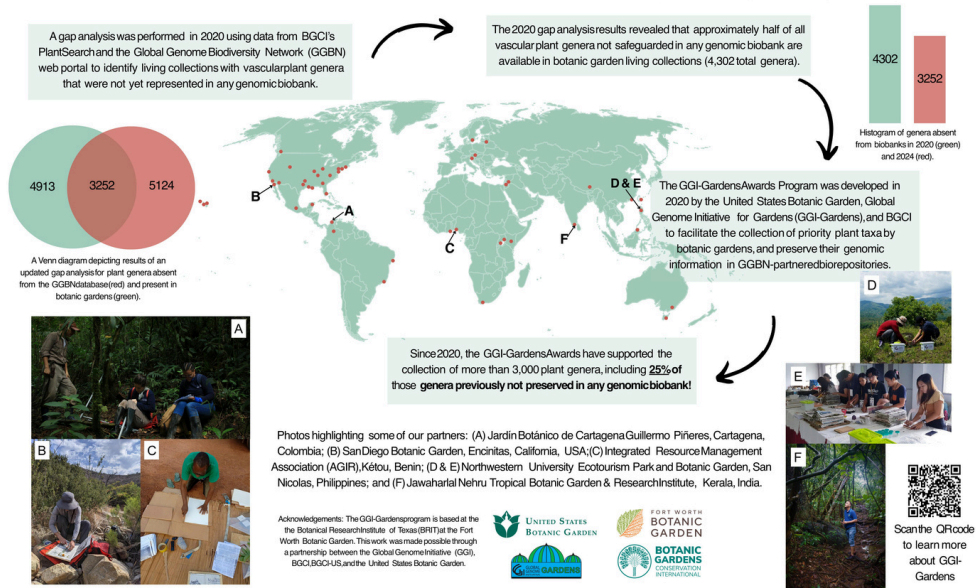 A gap analysis was performed in 2020 using data from BGCI's
PlantSearch and the Global Genome Biodiversity Network (GGBN)
web portal to identify living collections with vascularplant genera
that were not yet represented in any genomic biobank.
The 2020 gap analysis results revealed that approximately half of all
vascular plant genera not safeguarded in any genomic biobank are
available in botanic garden living collections (4,302 total genera).
4302
3252
Histogram of genera absent
from biobanks in 2020 (green)
and 2024 (red).
4913
3252
5124
A Venn diagram depicting results of an
updated gap analysis for plant genera absent
from the GGBN database (red) and present in
botanic gardens (green).
A
B
C
D & E
F
The GGI-Gardens Awards Program was developed in
2020 by the United States Botanic Garden, Global
Genome Initiative for Gardens (GGI-Gardens), and BGCI
to facilitate the collection of priority plant taxa by
botanic gardens, and preserve their genomic
information in GGBN-partnered biorepositories.
Since 2020, the GGI-Gardens Awards have supported the
collection of more than 3,000 plant genera, including 25% of
those genera previously not preserved in any genomic biobank!
A
B
C
D
E
F
Photos highlighting some of our partners: (A) Jardín Botánico de Cartagena Guillermo Piñeres, Cartagena,
Colombia; (B) San Diego Botanic Garden, Encinitas, California, USA; (C) Integrated Resource Management
Association (AGIR), Kétou, Benin; (D & E) Northwestern University Ecotourism Park and Botanic Garden, San
Nicolas, Philippines; and (F) Jawaharlal Nehru Tropical Botanic Garden & Research Institute, Kerala, India.
Acknowledgements: The GGI-Gardens program is based at the
the Botanical Research Institute of Texas (BRIT) at the Fort
Worth Botanic Garden. This work was made possible through
a partnership between the Global Genome Initiative (GGI),
BGCI, BGCI-US, and the United States Botanic Garden.
UNITED STATES
BOTANIC GARDEN
FORT WORTH
BOTANIC
GARDEN
GLOBAL GENOME INITIATIVE
GARDENS
BOTANIC
GARDENS
CONSERVATION
INTERNATIONAL
Scan the QR code
to learn more
about GGI-
Gardens